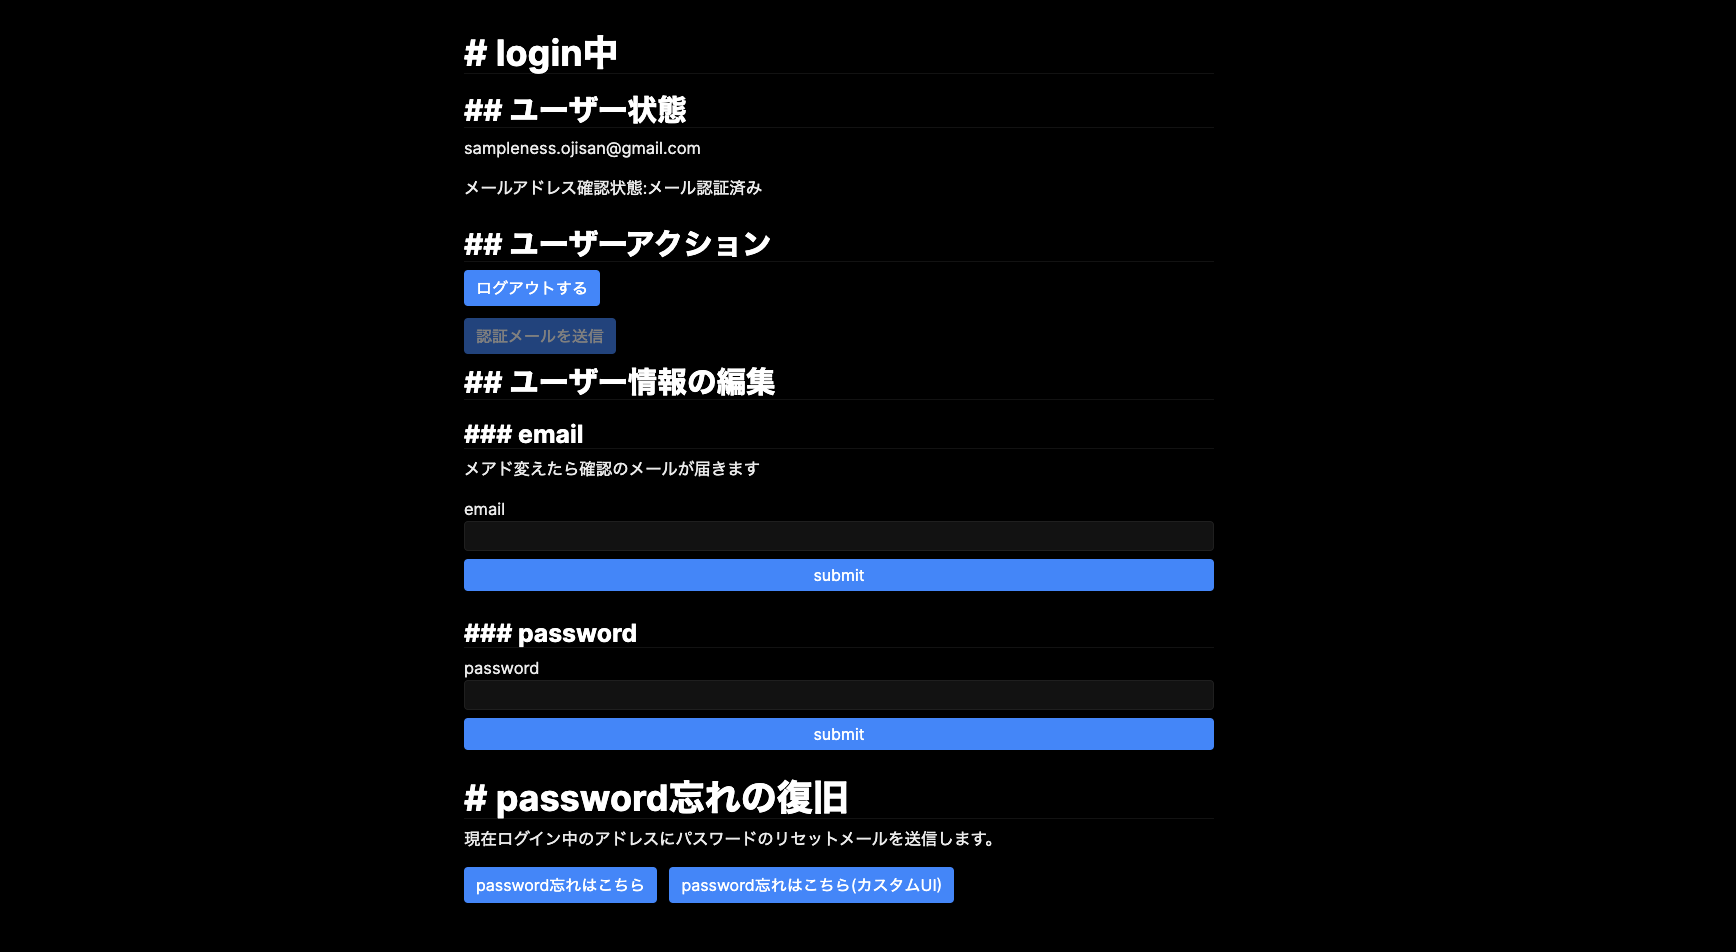 # login中
## ユーザー状態
sampleness.ojisan@gmail.com
メールアドレス確認状態:メール認証済み
## ユーザーアクション
ログアウトする
認証メールを送信
## ユーザー情報の編集
### email
メアド変えたら確認のメールが届きます
email
submit
### password
password
submit
# password忘れの復旧
現在ログイン中のアドレスにパスワードのリセットメールを送信します。
password忘れはこちら password忘れはこちら(カスタムUI)